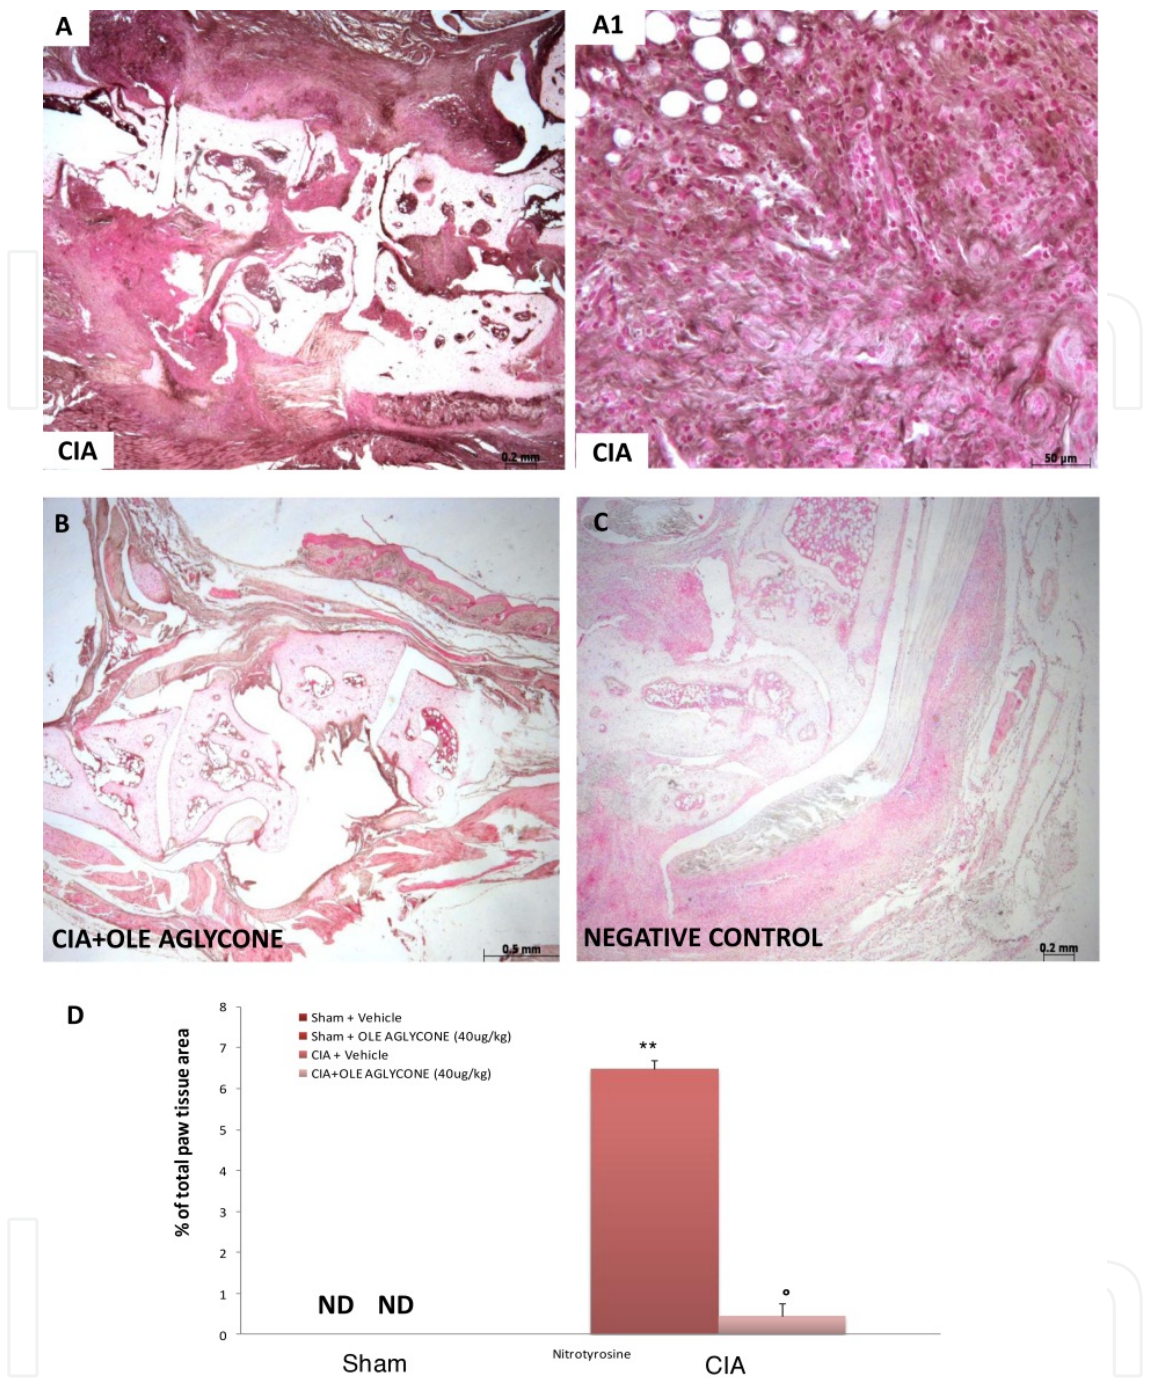 A
A1
CIA
0.2 mm
CIA
50 µm
B
C
CIA+OLE AGLYCONE
0.5 mm
NEGATIVE CONTROL
0.2 mm
D
% of total paw tissue area
8
7
6
5
4
3
2
1
0
Sham + Vehicle
Sham + OLE AGLYCONE (40ug/kg)
CIA + Vehicle
CIA+OLE AGLYCONE (40ug/kg)
**
°
ND ND
Sham
Nitrotyrosine
CIA